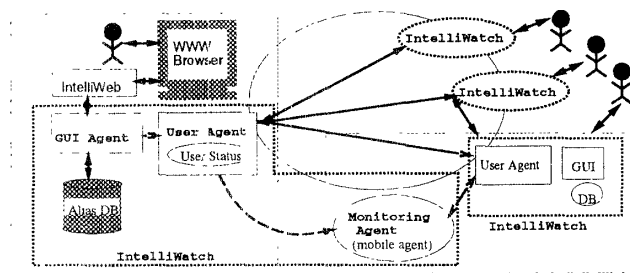 WWW
Browser
IntelliWeb
IntelliWatch
IntelliWatch
GUI Agent
User Agent
User Status
Alias DB
User Agent
GUI
DB
Monitoring
Agent
(mobile agent)
IntelliWatch
IntelliWatch